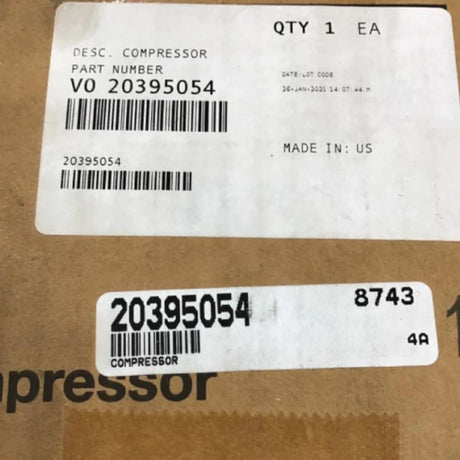 QTY 1 EA
DESC. COMPRESSOR
PART NUMBER
VO 20395054
DATE/LOT CODE
26-JAN-2021 14:07:44 M
20395054
MADE IN: US
20395054
8743
4A
COMPRESSOR
pressor